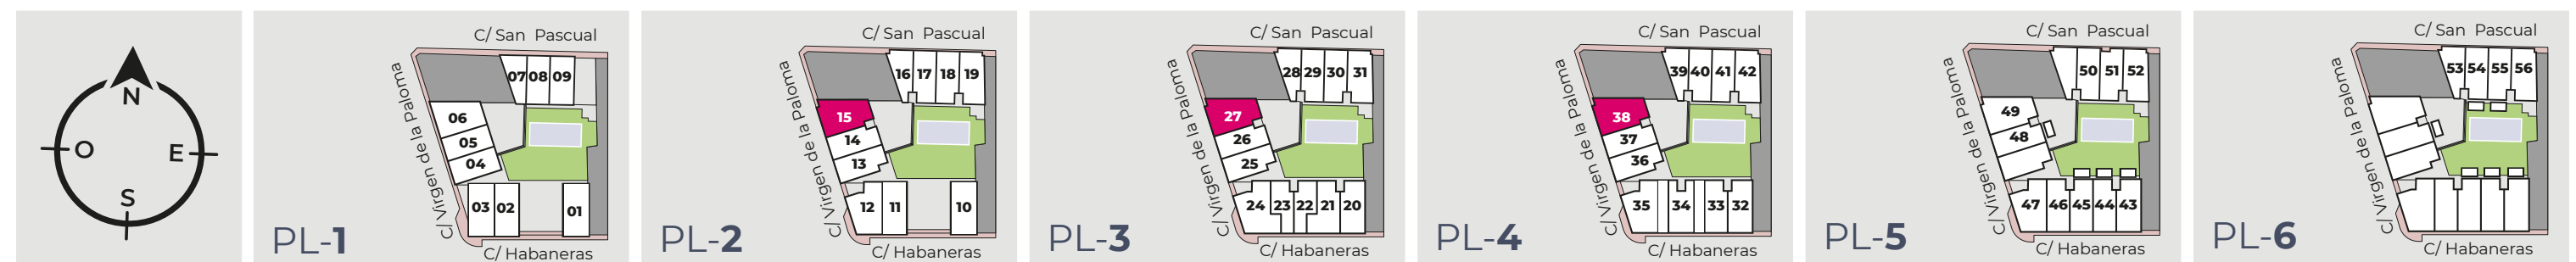 N
O
E
S
C/ San Pascual
07 08 09
06
05
04
03 02
01
C/Virgen de la Paloma
PL-1
C/ Habaneras
C/ San Pascual
16 17 18 19
15
14
13
12 11
10
C/Virgen de la Paloma
PL-2
C/ Habaneras
C/ San Pascual
28 29 30 31
27
26
25
24 23 22 21 20
C/Virgen de la Paloma
PL-3
C/ Habaneras
C/ San Pascual
39 40 41 42
38
37
36
35 34 33 32
C/Virgen de la Paloma
PL-4
C/ Habaneras
C/ San Pascual
50 51 52
49
48
47 46 45 44 43
C/Virgen de la Paloma
PL-5
C/ Habaneras
C/ San Pascual
53 54 55 56
C/Virgen de la Paloma
PL-6
C/ Habaneras